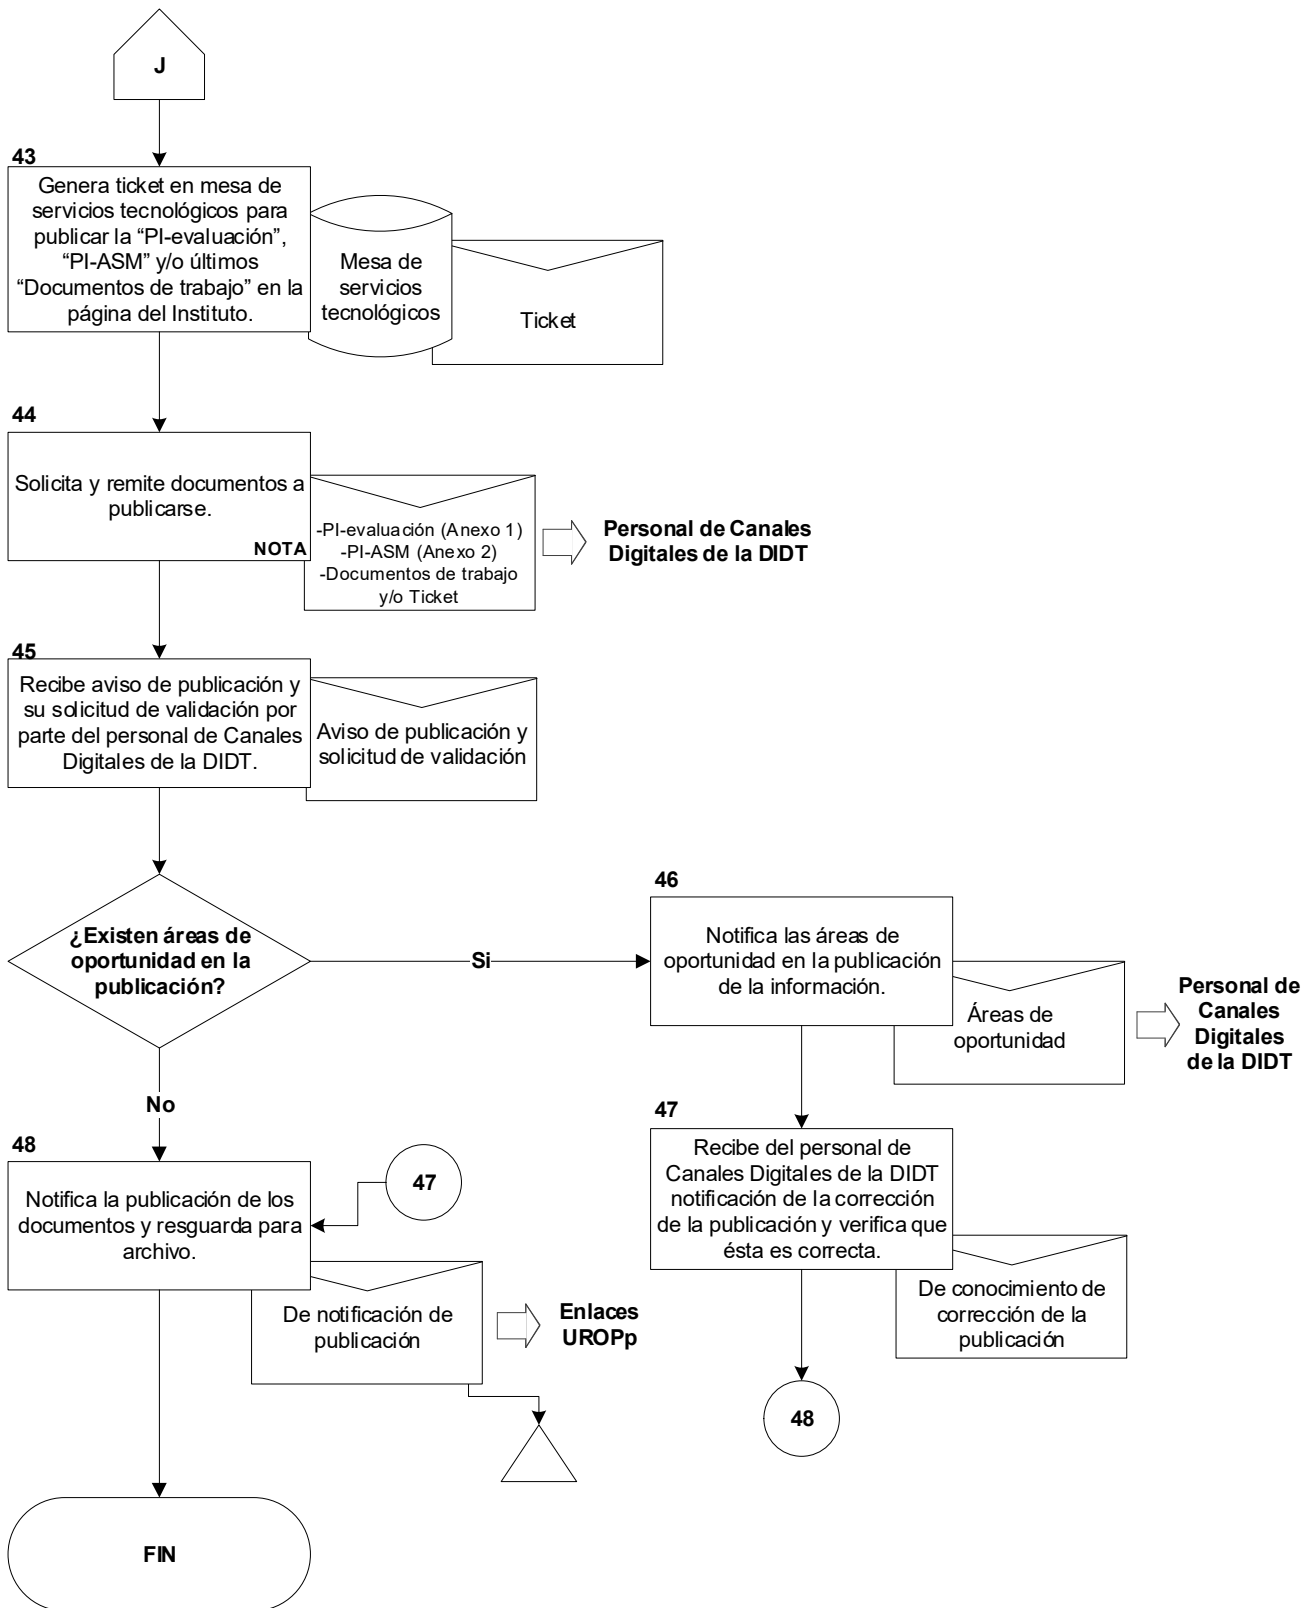 J
43
Genera ticket en mesa de
servicios tecnológicos para
publicar la “PI-evaluación”,
“PI-ASM” y/o últimos
“Documentos de trabajo” en la
página del Instituto.
Mesa de
servicios
tecnológicos
Ticket
44
Solicita y remite documentos a
publicarse.
NOTA
-PI-evaluación (Anexo 1)
-PI-ASM (Anexo 2)
-Documentos de trabajo
y/o Ticket
Personal de Canales
Digitales de la DIDT
45
Recibe aviso de publicación y
su solicitud de validación por
parte del personal de Canales
Digitales de la DIDT.
Aviso de publicación y
solicitud de validación
¿Existen áreas de
oportunidad en la
publicación?
Si
46
Notifica las áreas de
oportunidad en la publicación
de la información.
Áreas de
oportunidad
Personal de
Canales
Digitales
de la DIDT
No
47
Recibe del personal de
Canales Digitales de la DIDT
notificación de la corrección
de la publicación y verifica que
ésta es correcta.
De conocimiento de
corrección de la
publicación
48
48
Notifica la publicación de los
documentos y resguarda para
archivo.
47
De notificación de
publicación
Enlaces
UROPp
FIN